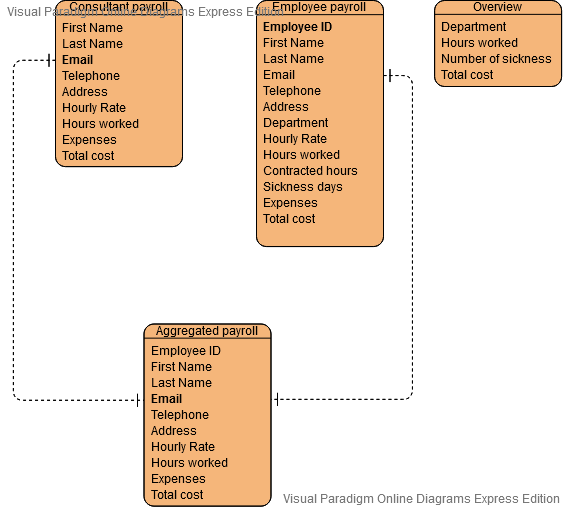 Visual Paradigm Online Diagrams Express Edition
Consultant payroll
First Name
Last Name
Email
Telephone
Address
Hourly Rate
Hours worked
Expenses
Total cost
Employee payroll
Employee ID
First Name
Last Name
Email
Telephone
Address
Department
Hourly Rate
Hours worked
Contracted hours
Sickness days
Expenses
Total cost
Overview
Department
Hours worked
Number of sickness
Total cost
Aggregated payroll
Employee ID
First Name
Last Name
Email
Telephone
Address
Hourly Rate
Hours worked
Expenses
Total cost
Visual Paradigm Online Diagrams Express Edition